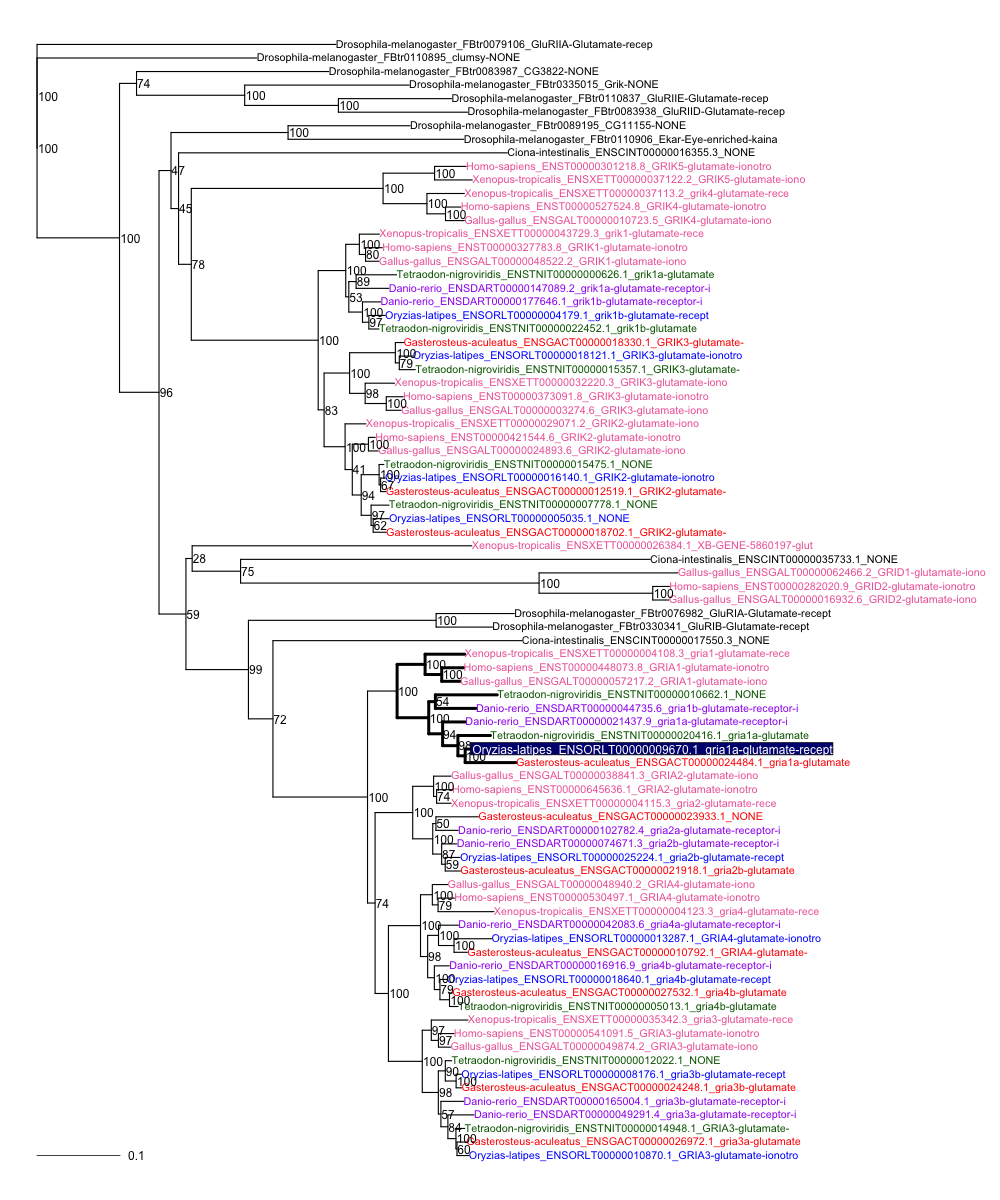 Drosophila-melanogaster_FBtr0079106_GluRIIA-Glutamate-recep
Drosophila-melanogaster_FBtr0110895_clumsy-NONE
Drosophila-melanogaster_FBtr0083987_CG3822-NONE
74
Drosophila-melanogaster_FBtr0335015_Grik-NONE
100
100
Drosophila-melanogaster_FBtr0110837_GluRIIE-Glutamate-recep
100
Drosophila-melanogaster_FBtr0083938_GluRIID-Glutamate-recep
Drosophila-melanogaster_FBtr0089195_CG11155-NONE
100
Drosophila-melanogaster_FBtr0110906_Ekar-Eye-enriched-kaina
100
Ciona-intestinalis_ENSCINT00000016355.3_NONE
Homo-sapiens_ENST00000301218.8_GRIK5-glutamate-ionotro
47
100
Xenopus-tropicalis_ENSXETT00000037122.2_GRIK5-glutamate-iono
100
Xenopus-tropicalis_ENSXETT00000037113.2_grik4-glutamate-rece
100
Homo-sapiens_ENST00000527524.8_GRIK4-glutamate-ionotro
45
100
Gallus-gallus_ENSGALT00000010723.5_GRIK4-glutamate-iono
Xenopus-tropicalis_ENSXETT00000043729.3_grik1-glutamate-rece
100
100
Homo-sapiens_ENST00000327783.8_GRIK1-glutamate-ionotro
80
Gallus-gallus_ENSGALT00000048522.2_GRIK1-glutamate-iono
78
100
Tetraodon-nigroviridis_ENSTNIT00000000626.1_grik1a-glutamate
89
Danio-rerio_ENSDART00000147089.2_grik1a-glutamate-receptor-i
53
Danio-rerio_ENSDART00000177646.1_grik1b-glutamate-receptor-i
100
Oryzias-latipes_ENSORLT00000004179.1_grik1b-glutamate-recept
97
Tetraodon-nigroviridis_ENSTNIT00000022452.1_grik1b-glutamate
100
Gasterosteus-aculeatus_ENSGACT00000018330.1_GRIK3-glutamate-
100
Oryzias-latipes_ENSORLT00000018121.1_GRIK3-glutamate-ionotro
79
Tetraodon-nigroviridis_ENSTNIT00000015357.1_GRIK3-glutamate-
100
Xenopus-tropicalis_ENSXETT00000032220.3_GRIK3-glutamate-iono
96
98
Homo-sapiens_ENST00000373091.8_GRIK3-glutamate-ionotro
100
Gallus-gallus_ENSGALT00000003274.6_GRIK3-glutamate-iono
83
Xenopus-tropicalis_ENSXETT00000029071.2_GRIK2-glutamate-iono
Homo-sapiens_ENST00000421544.6_GRIK2-glutamate-ionotro
100
100
Gallus-gallus_ENSGALT00000024893.6_GRIK2-glutamate-iono
Tetraodon-nigroviridis_ENSTNIT00000015475.1_NONE
41
100
Oryzias-latipes_ENSORLT00000016140.1_GRIK2-glutamate-ionotro
67
Gasterosteus-aculeatus_ENSGACT00000012519.1_GRIK2-glutamate-
94
Tetraodon-nigroviridis_ENSTNIT00000007778.1_NONE
97
Oryzias-latipes_ENSORLT00000005035.1_NONE
62
Gasterosteus-aculeatus_ENSGACT00000018702.1_GRIK2-glutamate-
Xenopus-tropicalis_ENSXETT00000026384.1_XB-GENE-5860197-glut
28
Ciona-intestinalis_ENSCINT00000035733.1_NONE
75
Gallus-gallus_ENSGALT00000062466.2_GRID1-glutamate-iono
100
Homo-sapiens_ENST00000282020.9_GRID2-glutamate-ionotro
100
Gallus-gallus_ENSGALT00000016932.6_GRID2-glutamate-iono
59
Drosophila-melanogaster_FBtr0076982_GluRIA-Glutamate-recept
100
Drosophila-melanogaster_FBtr0330341_GluRIB-Glutamate-recept
Ciona-intestinalis_ENSCINT00000017550.3_NONE
Xenopus-tropicalis_ENSXETT00000004108.3_gria1-glutamate-rece
99
100
Homo-sapiens_ENST00000448073.8_GRIA1-glutamate-ionotro
100
Gallus-gallus_ENSGALT00000057217.2_GRIA1-glutamate-iono
100
Tetraodon-nigroviridis_ENSTNIT00000010662.1_NONE
54
Danio-rerio_ENSDART00000044735.6_gria1b-glutamate-receptor-i
72
100
Danio-rerio_ENSDART00000021437.9_gria1a-glutamate-receptor-i
94
Tetraodon-nigroviridis_ENSTNIT00000020416.1_gria1a-glutamate
98
Oryzias-latipes_ENSORLT00000009670.1_gria1a-glutamate-recept
100
Gasterosteus-aculeatus_ENSGACT00000024484.1_gria1a-glutamate
Gallus-gallus_ENSGALT00000038841.3_GRIA2-glutamate-iono
100
Homo-sapiens_ENST00000645636.1_GRIA2-glutamate-ionotro
100
74
Xenopus-tropicalis_ENSXETT00000004115.3_gria2-glutamate-rece
100
Gasterosteus-aculeatus_ENSGACT00000023933.1_NONE
50
Danio-rerio_ENSDART00000102782.4_gria2a-glutamate-receptor-i
100
Danio-rerio_ENSDART00000074671.3_gria2b-glutamate-receptor-i
87
Oryzias-latipes_ENSORLT00000025224.1_gria2b-glutamate-recept
59
Gasterosteus-aculeatus_ENSGACT00000021918.1_gria2b-glutamate
Gallus-gallus_ENSGALT00000048940.2_GRIA4-glutamate-iono
74
100
Homo-sapiens_ENST00000530497.1_GRIA4-glutamate-ionotro
79
Xenopus-tropicalis_ENSXETT00000004123.3_gria4-glutamate-rece
100
Danio-rerio_ENSDART00000042083.6_gria4a-glutamate-receptor-i
100
Oryzias-latipes_ENSORLT00000013287.1_GRIA4-glutamate-ionotro
100
Gasterosteus-aculeatus_ENSGACT00000010792.1_GRIA4-glutamate-
98
Danio-rerio_ENSDART00000016916.9_gria4b-glutamate-receptor-i
100
Oryzias-latipes_ENSORLT00000018640.1_gria4b-glutamate-recept
79
Gasterosteus-aculeatus_ENSGACT00000027532.1_gria4b-glutamate
100
100
Tetraodon-nigroviridis_ENSTNIT00000005013.1_gria4b-glutamate
Xenopus-tropicalis_ENSXETT00000035342.3_gria3-glutamate-rece
97
Homo-sapiens_ENST00000541091.5_GRIA3-glutamate-ionotro
97
Gallus-gallus_ENSGALT00000049874.2_GRIA3-glutamate-iono
100
Tetraodon-nigroviridis_ENSTNIT00000012022.1_NONE
90
Oryzias-latipes_ENSORLT00000008176.1_gria3b-glutamate-recept
100
Gasterosteus-aculeatus_ENSGACT00000024248.1_gria3b-glutamate
98
Danio-rerio_ENSDART00000165004.1_gria3b-glutamate-receptor-i
57
Danio-rerio_ENSDART00000049291.4_gria3a-glutamate-receptor-i
84
Tetraodon-nigroviridis_ENSTNIT00000014948.1_GRIA3-glutamate-
100
Gasterosteus-aculeatus_ENSGACT00000026972.1_gria3a-glutamate
60
Oryzias-latipes_ENSORLT00000010870.1_GRIA3-glutamate-ionotro
0.1